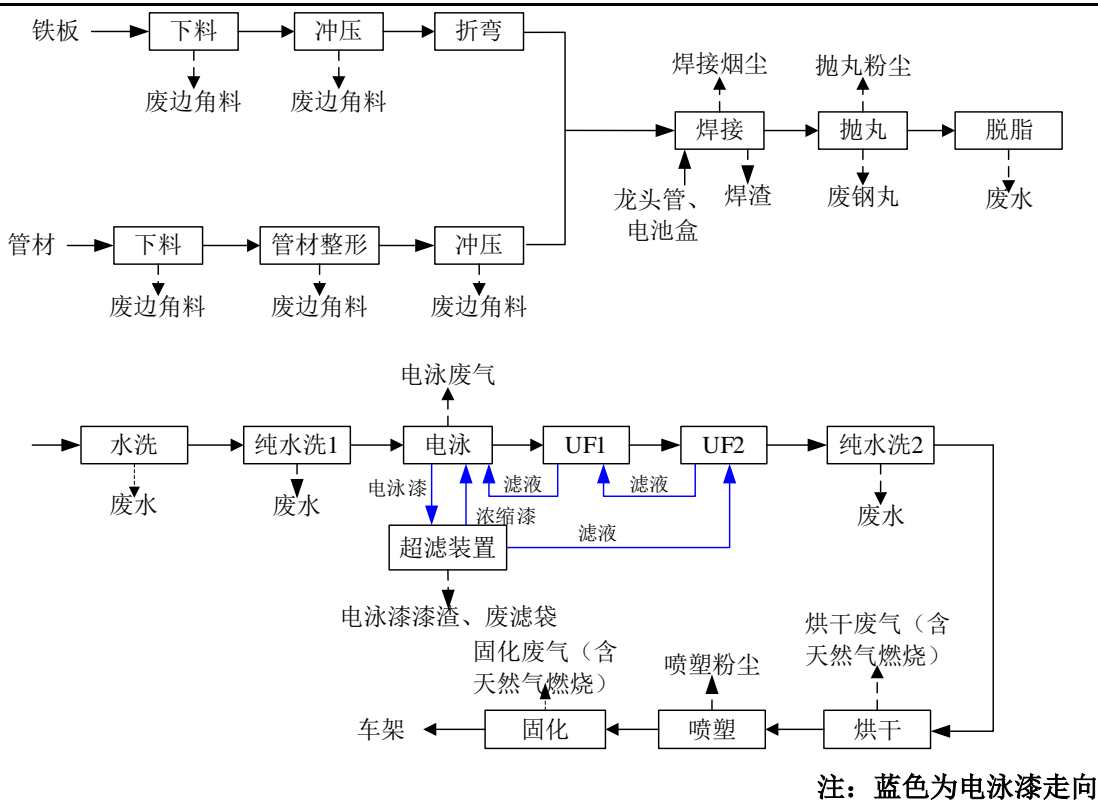 铁板
下料
冲压
折弯
废边角料
废边角料
焊接烟尘
抛丸粉尘
焊接
抛丸
脱脂
龙头管、
电池盒
焊渣
废钢丸
废水
管材
下料
管材整形
冲压
废边角料
废边角料
废边角料
电泳废气
水洗
纯水洗1
电泳
UF1
UF2
纯水洗2
废水
废水
电泳漆
浓缩漆
滤液
滤液
滤液
废水
超滤装置
电泳漆漆渣、废滤袋
固化废气（含
天然气燃烧）
喷塑粉尘
烘干废气（含
天然气燃烧）
车架
固化
喷塑
烘干
注：蓝色为电泳漆走向